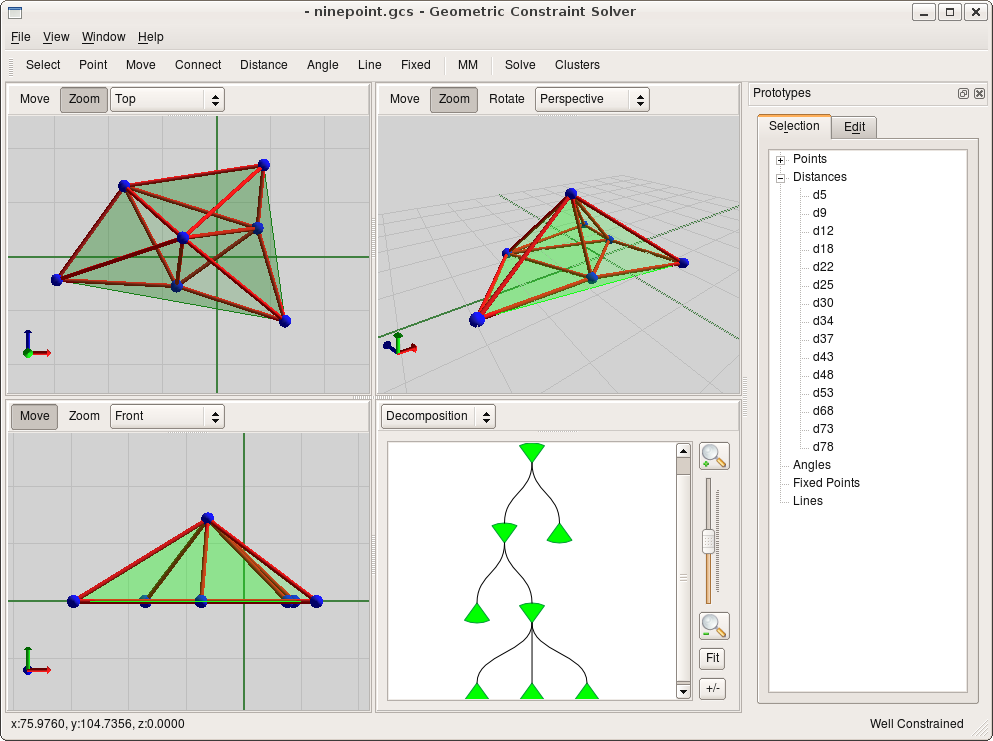 - ninepoint.gcs - Geometric Constraint Solver
File View Window Help
Select Point Move Connect Distance Angle Line Fixed MM Solve Clusters
Move Zoom Top
Move Zoom Rotate Perspective
Prototypes
Selection Edit
Points
Distances
d5
d9
d12
d18
d22
d25
d30
d34
d37
d43
d48
d53
d68
d73
d78
Angles
Fixed Points
Lines
Move Zoom Front
Decomposition
Fit
+/-
x:75.9760, y:104.7356, z:0.0000
Well Constrained